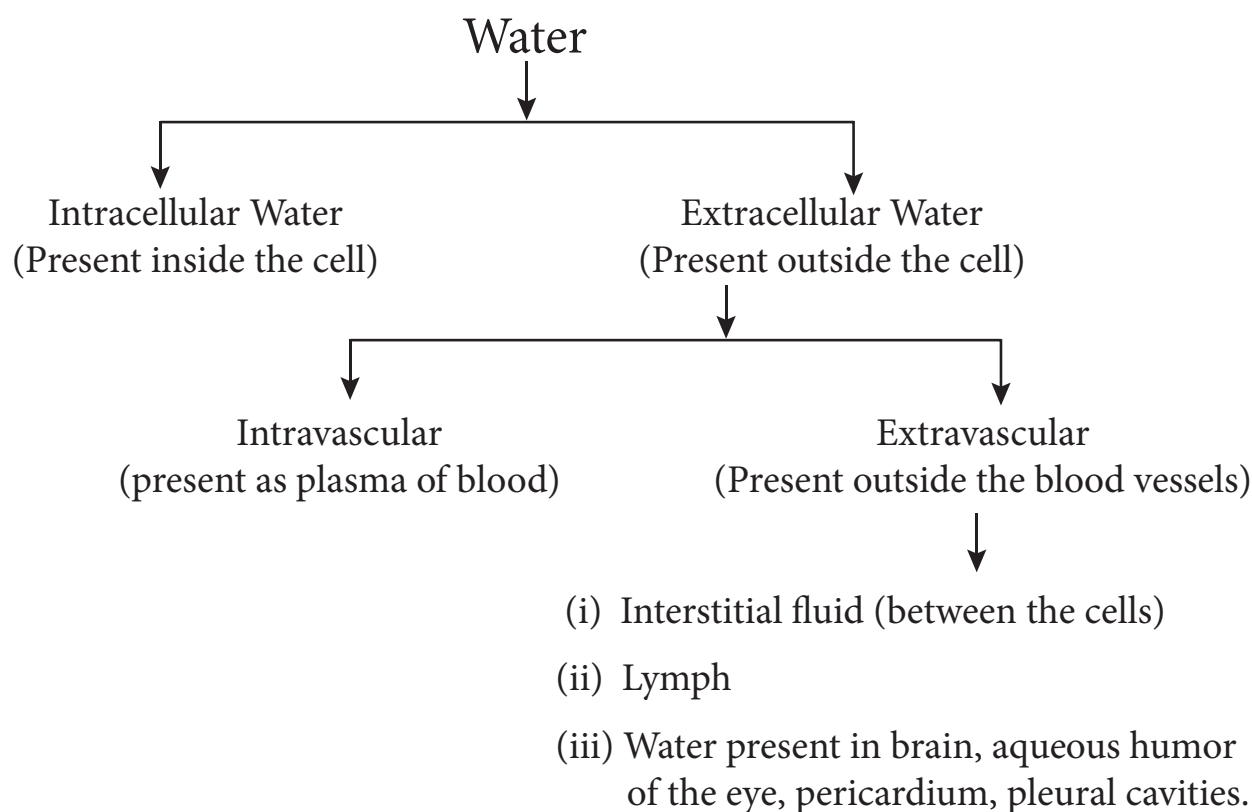 Water
Intracellular Water
(Present inside the cell)
Extracellular Water
(Present outside the cell)
Intravascular
(present as plasma of blood)
Extravascular
(Present outside the blood vessels)
(i) Interstitial fluid (between the cells)
(ii) Lymph
(iii) Water present in brain, aqueous humor
of the eye, pericardium, pleural cavities.